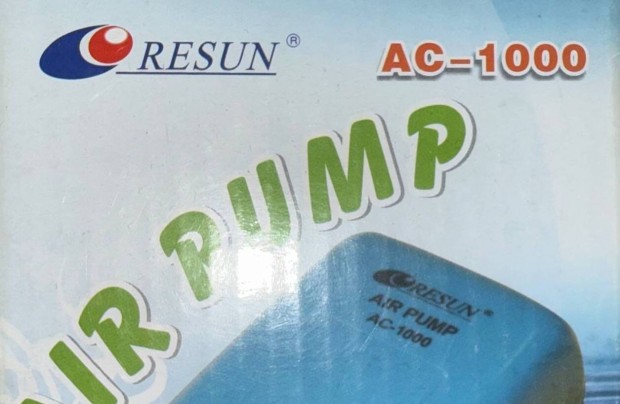 RESUN®
AC-1000
AIR PUMP
RESUN®
AIR PUMP
AC-1000